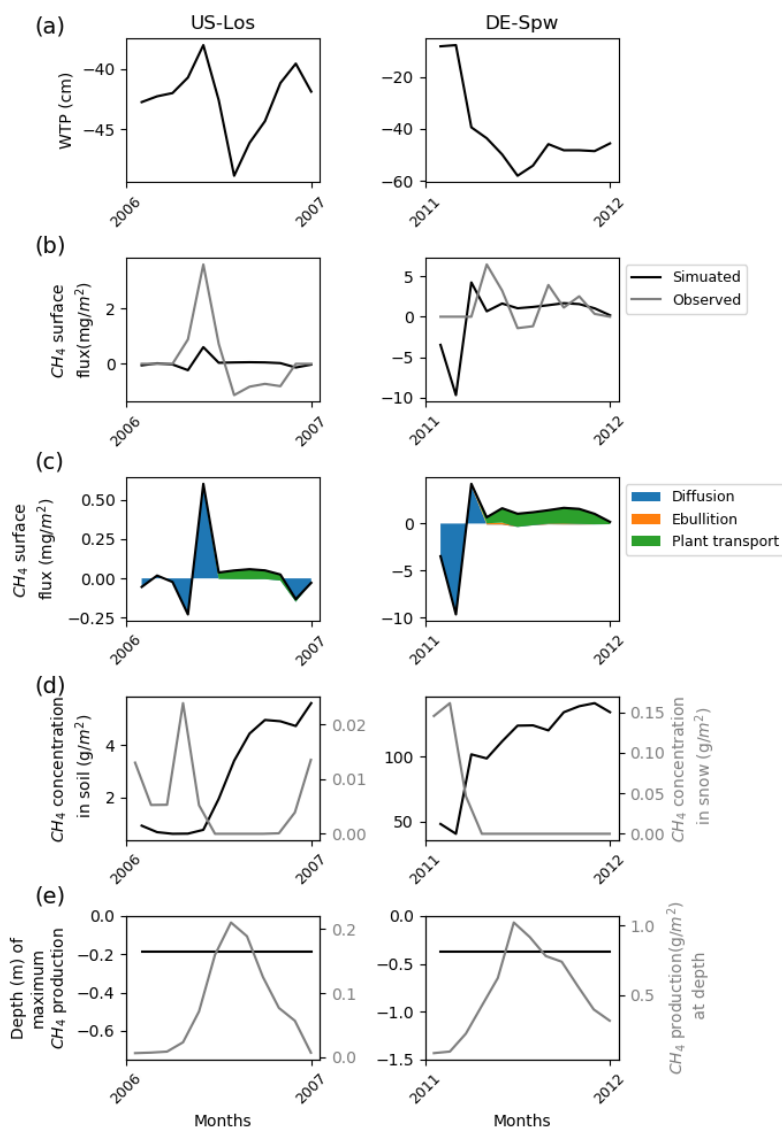 (a)
US-Los
DE-Spw
WTP (cm)
−40
−45
2006
2007
−20
−40
−60
2011
2012
(b)
CH4 surface
flux(mg/m²)
2
0
2006
2007
5
0
−5
−10
2011
2012
Simuated
Observed
(c)
CH4 surface
flux (mg/m²)
0.50
0.25
0.00
−0.25
2006
2007
0
−5
−10
2011
2012
Diffusion
Ebullition
Plant transport
(d)
CH4 concentration
in soil (g/m²)
4
2
0.02
0.01
0.00
2006
2007
100
50
0.15
0.10
0.05
0.00
2011
2012
CH4 concentration
in snow (g/m²)
(e)
Depth (m) of
maximum
CH4 production
0.0
−0.2
−0.4
−0.6
0.2
0.1
0.0
2006
2007
Months
0.0
−0.5
−1.0
−1.5
1.0
0.5
2011
2012
Months
CH4 production(g/m²)
at depth